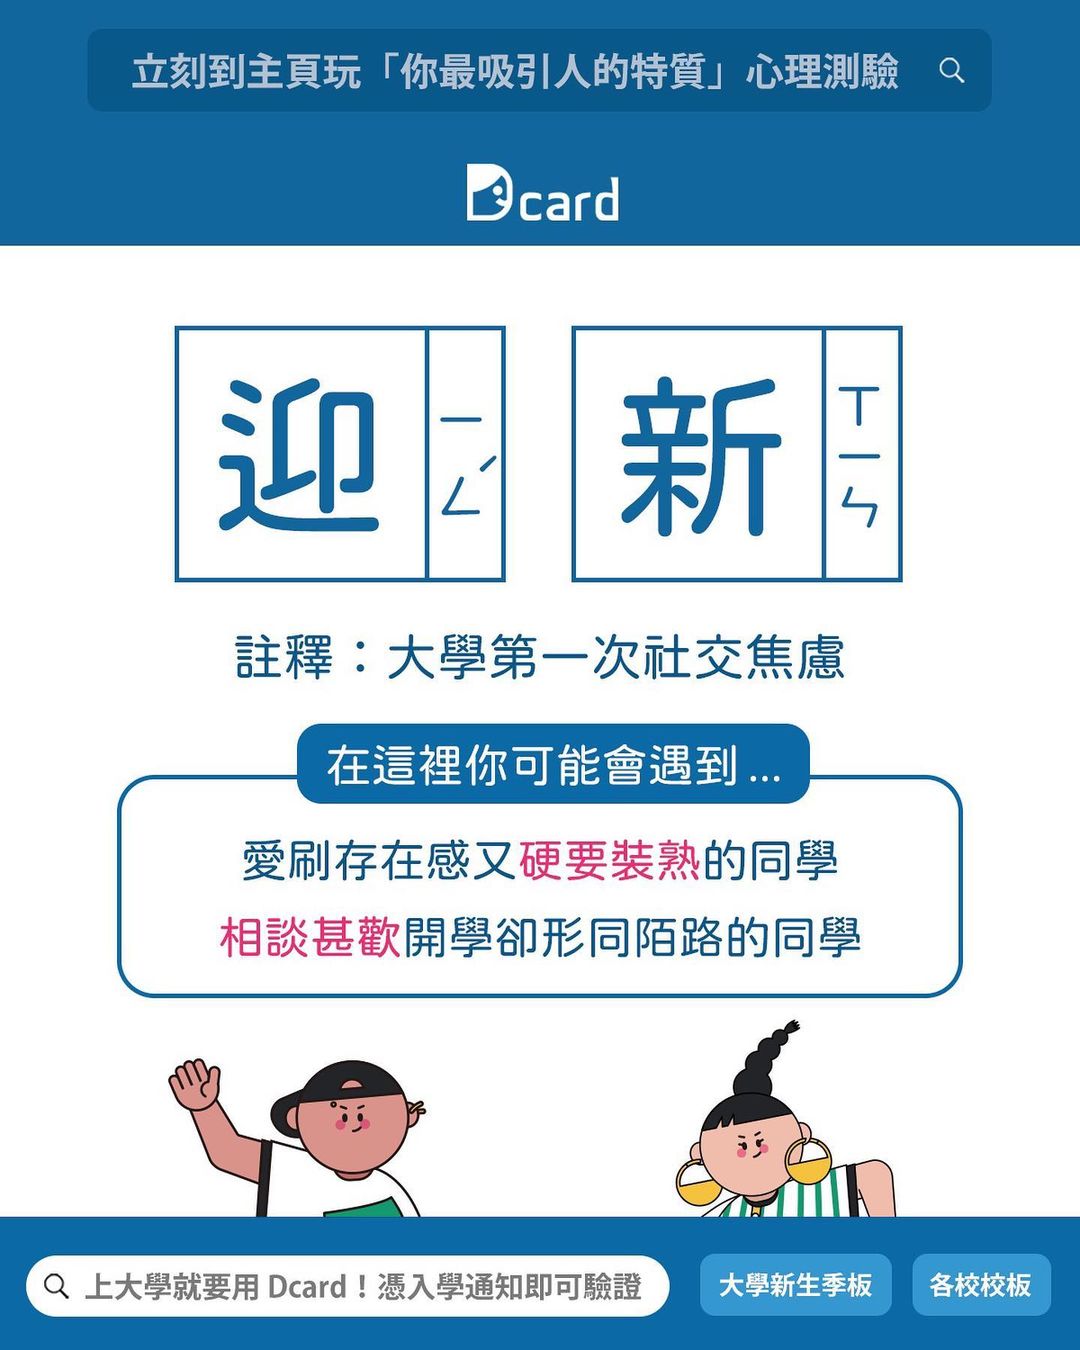 立刻到主頁玩「你最吸引人的特質」心理測驗
Dcard
迎 ㄧㄥˊ 新 ㄒㄧㄣ
註釋：大學第一次社交焦慮
在這裡你可能會遇到...
愛刷存在感又硬要裝熟的同學
相談甚歡開學卻形同陌路的同學
上大學就要用 Dcard！憑入學通知即可驗證
大學新生季板
各校校板